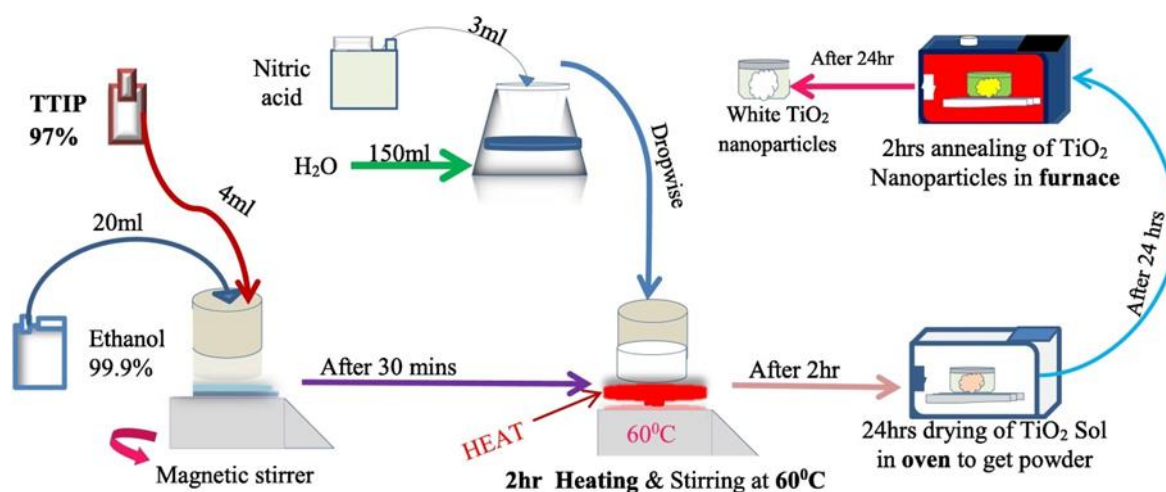 TTIP
97%
4ml
20ml
Ethanol
99.9%
Magnetic stirrer
Nitric
acid
3ml
H₂O
150ml
Dropwise
After 30 mins
HEAT
60⁰C
2hr Heating & Stirring at 60⁰C
After 2hr
24hrs drying of TiO₂ Sol
in oven to get powder
After 24 hrs
2hrs annealing of TiO₂
Nanoparticles in furnace
After 24hr
White TiO₂
nanoparticles